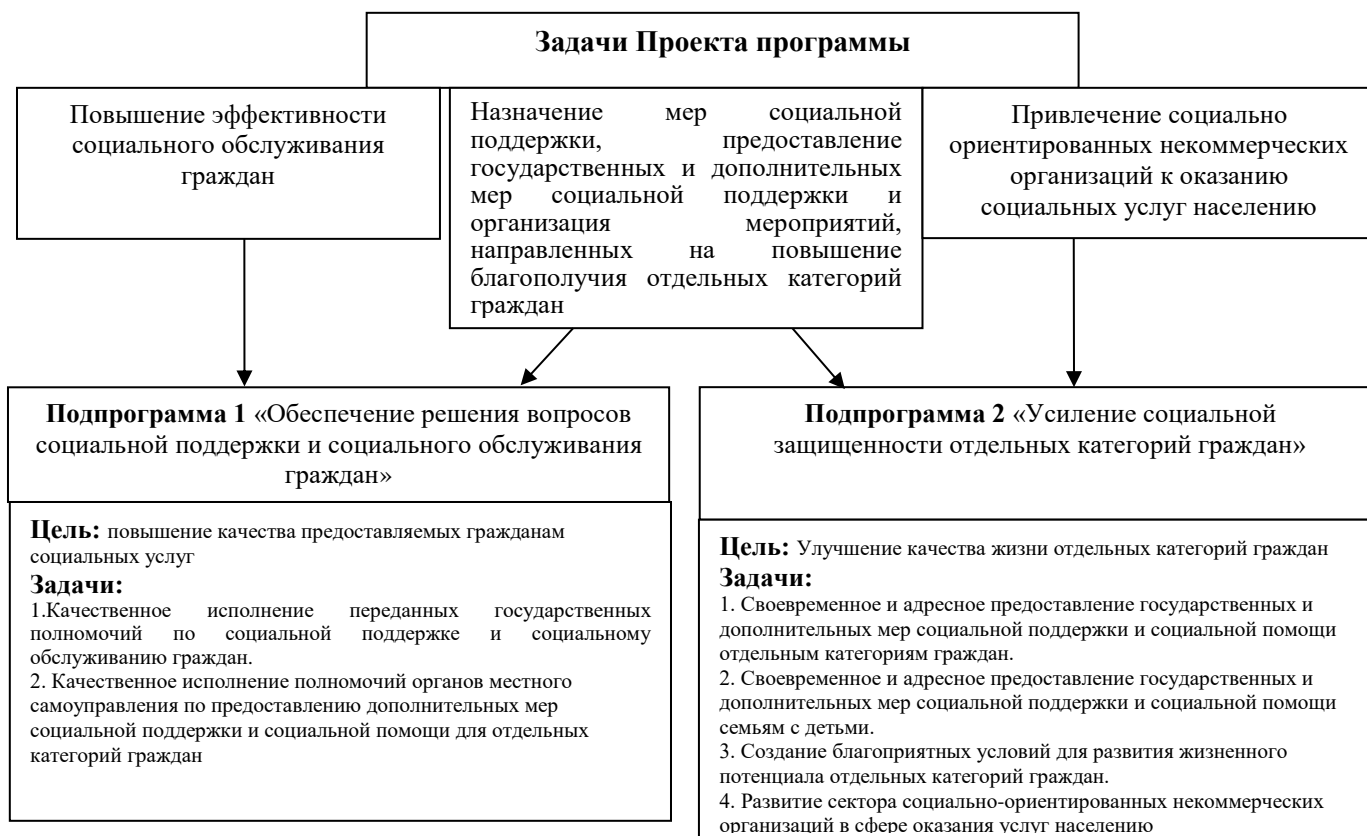 Задачи Проекта программы
Повышение эффективности
социального обслуживания
граждан
Назначение мер социальной
поддержки, предоставление
государственных и дополнительных
мер социальной поддержки и
организация мероприятий,
направленных на повышение
благополучия отдельных категорий
граждан
Привлечение социально
ориентированных некоммерческих
организаций к оказанию
социальных услуг населению
Подпрограмма 1 «Обеспечение решения вопросов
социальной поддержки и социального обслуживания
граждан»
Цель: повышение качества предоставляемых гражданам
социальных услуг
Задачи:
1.Качественное исполнение переданных государственных
полномочий по социальной поддержке и социальному
обслуживанию граждан.
2. Качественное исполнение полномочий органов местного
самоуправления по предоставлению дополнительных мер
социальной поддержки и социальной помощи для отдельных
категорий граждан
Подпрограмма 2 «Усиление социальной
защищенности отдельных категорий граждан»
Цель: Улучшение качества жизни отдельных категорий граждан
Задачи:
1. Своевременное и адресное предоставление государственных и
дополнительных мер социальной поддержки и социальной помощи
отдельным категориям граждан.
2. Своевременное и адресное предоставление государственных и
дополнительных мер социальной поддержки и социальной помощи
семьям с детьми.
3. Создание благоприятных условий для развития жизненного
потенциала отдельных категорий граждан.
4. Развитие сектора социально-ориентированных некоммерческих
организаций в сфере оказания услуг населению